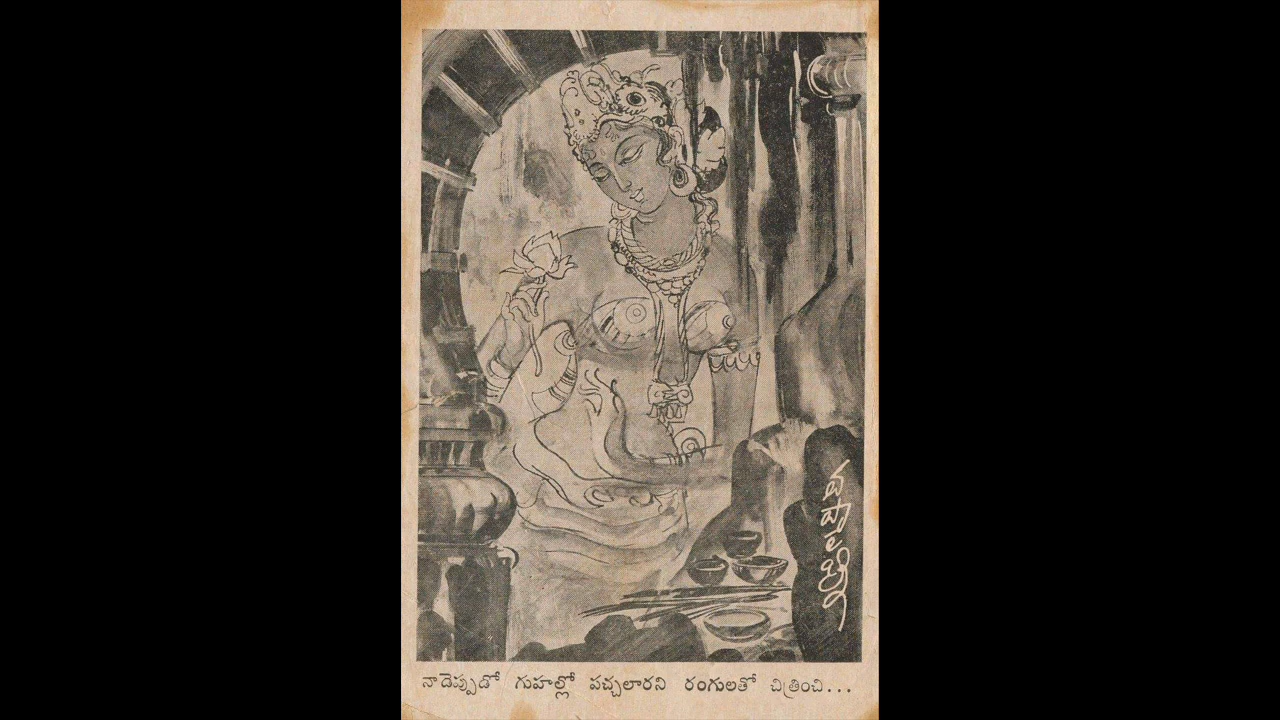 నాడెప్పుడో గుహల్లో పచ్చలారని రంగులతో చిత్రించి...